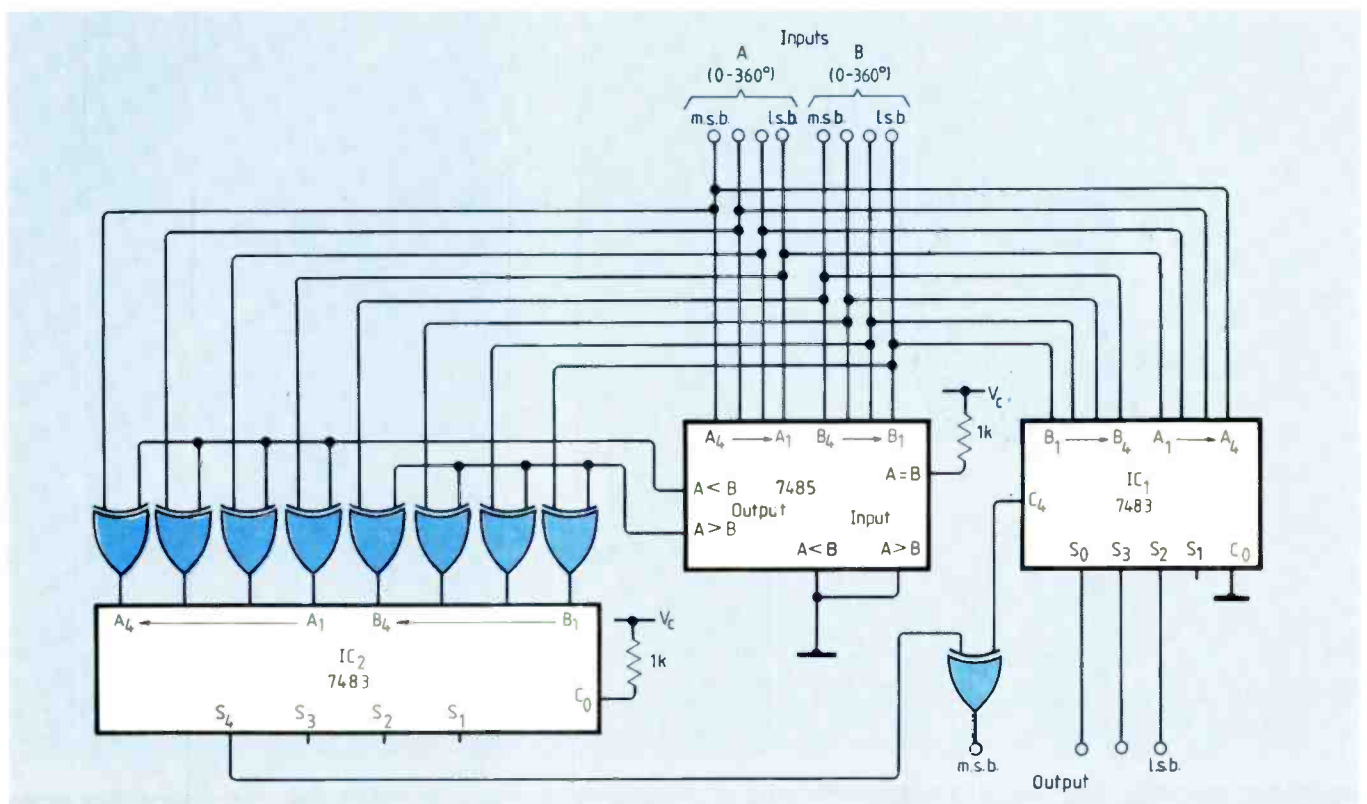 Inputs
A B
(0-360°) (0-360°)
m.s.b. l.s.b. m.s.b l.s.b.
V꜀
1k
A₄ → A₁ B₄ → B₁
A=B
A<B 7485
Output Input
A>B
A<B A>B
B₁ → B₄ A₁ → A₄
IC₁
7483
C₄
S₀ S₃ S₂ S₁ C₀
A₄ ← A₁ B₄ ← B₁
V꜀
1k
IC₂
7483
C₀
S₄ S₃ S₂ S₁
m.s.b. l.s.b.
Output